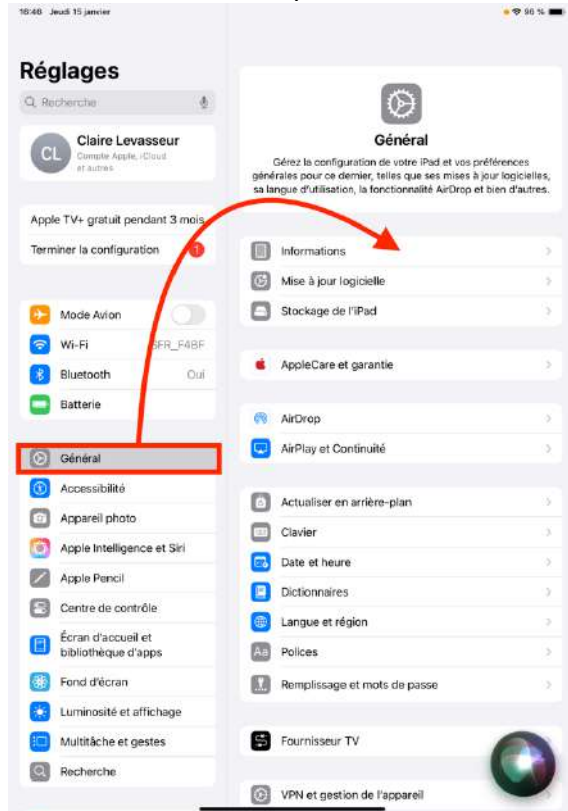 16:46 Jeudi 15 janvier
96 %
Réglages
Recherche
CL
Claire Levasseur
Compte Apple, iCloud
et autres
Apple TV+ gratuit pendant 3 mois
Terminer la configuration
1
Mode Avion
Wi-Fi
SFR_F4BF
Bluetooth
Oui
Batterie
Général
Accessibilité
Appareil photo
Apple Intelligence et Siri
Apple Pencil
Centre de contrôle
Écran d'accueil et
bibliothèque d'apps
Fond d'écran
Luminosité et affichage
Multitâche et gestes
Recherche
Général
Gérez la configuration de votre iPad et vos préférences
générales pour ce dernier, telles que ses mises à jour logicielles,
sa langue d'utilisation, la fonctionnalité AirDrop et bien d'autres.
Informations
Mise à jour logicielle
Stockage de l'iPad
AppleCare et garantie
AirDrop
AirPlay et Continuité
Actualiser en arrière-plan
Clavier
Date et heure
Dictionnaires
Langue et région
Aa
Polices
Remplissage et mots de passe
Fournisseur TV
VPN et gestion de l'appareil